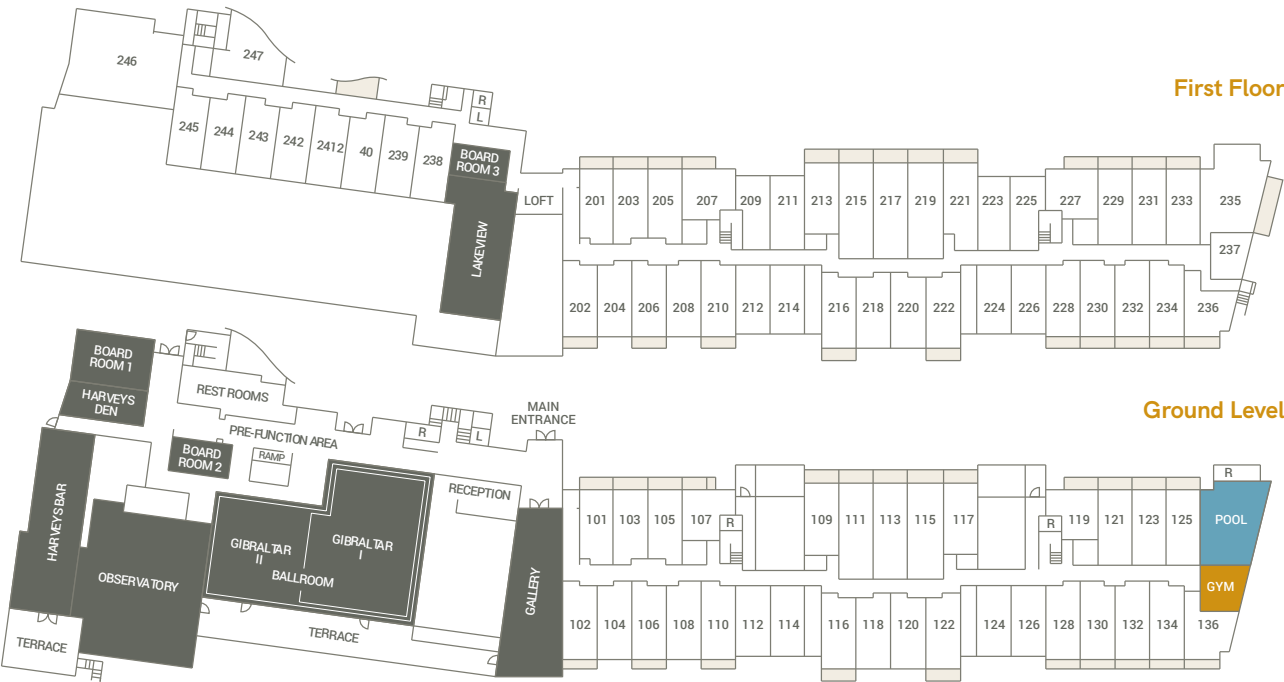 First Floor
246
247
R
L
245
244
243
242
2412
40
239
238
BOARD
ROOM 3
LAKEVIEW
LOFT
201
203
205
207
209
211
213
215
217
219
221
223
225
227
229
231
233
235
237
202
204
206
208
210
212
214
216
218
220
222
224
226
228
230
232
234
236
Ground Level
BOARD
ROOM 1
HARVEYS
DEN
REST ROOMS
PRE-FUNCTION AREA
R
L
MAIN
ENTRANCE
BOARD
ROOM 2
RAMP
RECEPTION
HARVEYS BAR
OBSERVATORY
GIBRALTAR
II
GIBRALTAR
I
BALLROOM
TERRACE
TERRACE
GALLERY
101
103
105
107
R
109
111
113
115
117
R
119
121
123
125
R
POOL
GYM
102
104
106
108
110
112
114
116
118
120
122
124
126
128
130
132
134
136